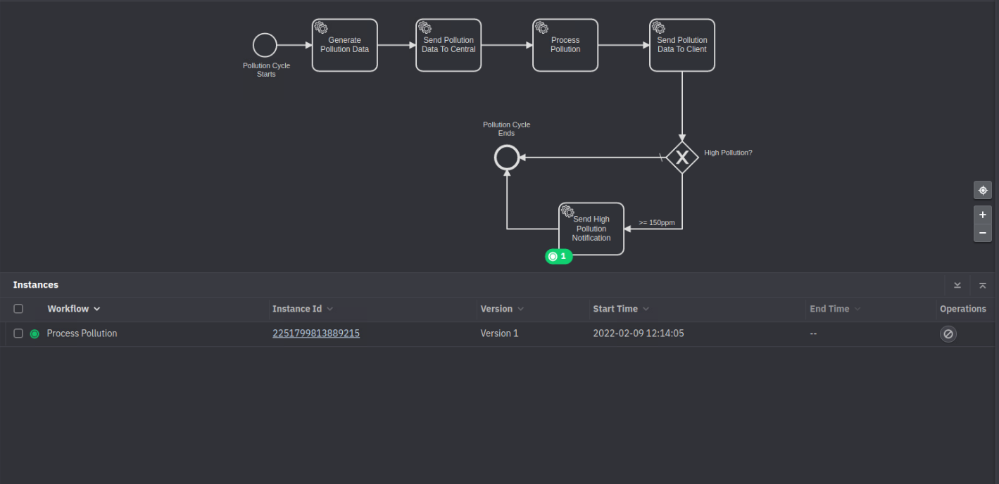 Generate
Pollution Data
Send Pollution
Data To Central
Process
Pollution
Send Pollution
Data To Client
Pollution Cycle
Starts
Pollution Cycle
Ends
X
High Pollution?
Send High
Pollution
Notification
>= 150ppm
1
+
−
Instances
Workflow Instance Id Version Start Time End Time Operations
Process Pollution 2251799813889215 Version 1 2022-02-09 12:14:05 --